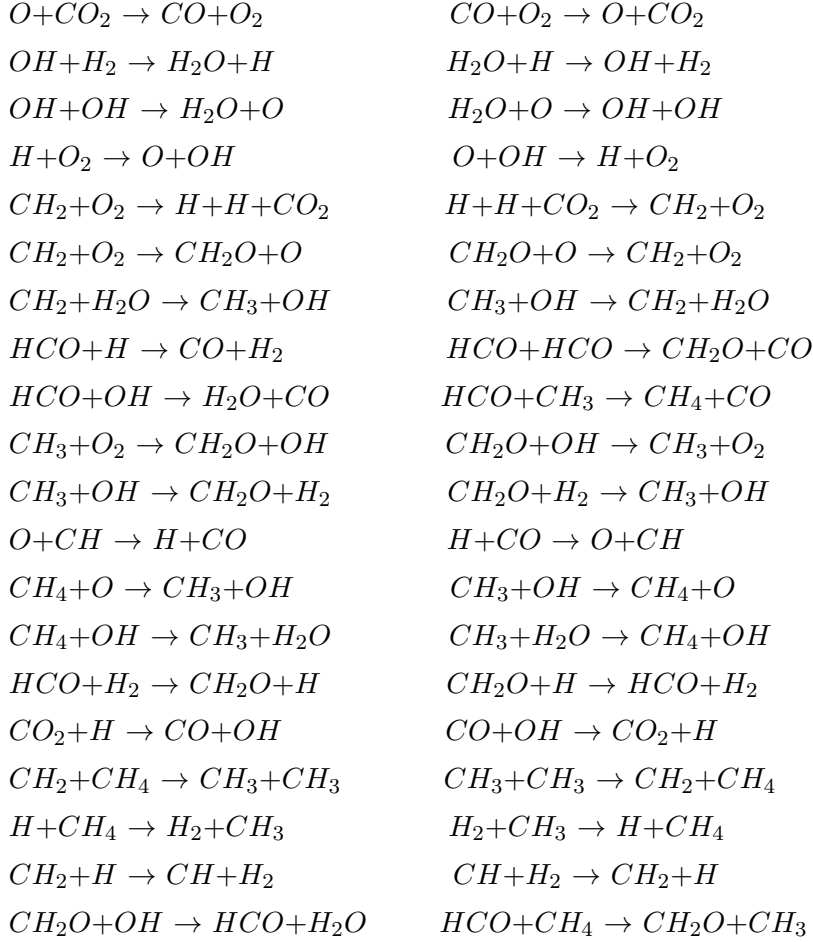 O+CO₂ → CO+O₂ CO+O₂ → O+CO₂
OH+H₂ → H₂O+H H₂O+H → OH+H₂
OH+OH → H₂O+O H₂O+O → OH+OH
H+O₂ → O+OH O+OH → H+O₂
CH₂+O₂ → H+H+CO₂ H+H+CO₂ → CH₂+O₂
CH₂+O₂ → CH₂O+O CH₂O+O → CH₂+O₂
CH₂+H₂O → CH₃+OH CH₃+OH → CH₂+H₂O
HCO+H → CO+H₂ HCO+HCO → CH₂O+CO
HCO+OH → H₂O+CO HCO+CH₃ → CH₄+CO
CH₃+O₂ → CH₂O+OH CH₂O+OH → CH₃+O₂
CH₃+OH → CH₂O+H₂ CH₂O+H₂ → CH₃+OH
O+CH → H+CO H+CO → O+CH
CH₄+O → CH₃+OH CH₃+OH → CH₄+O
CH₄+OH → CH₃+H₂O CH₃+H₂O → CH₄+OH
HCO+H₂ → CH₂O+H CH₂O+H → HCO+H₂
CO₂+H → CO+OH CO+OH → CO₂+H
CH₂+CH₄ → CH₃+CH₃ CH₃+CH₃ → CH₂+CH₄
H+CH₄ → H₂+CH₃ H₂+CH₃ → H+CH₄
CH₂+H → CH+H₂ CH+H₂ → CH₂+H
CH₂O+OH → HCO+H₂O HCO+CH₄ → CH₂O+CH₃